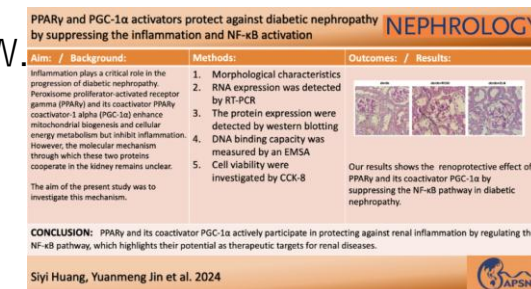 w.
PPARγ and PGC-1α activators protect against diabetic nephropathy
by suppressing the inflammation and NF-κB activation
NEPHROLOGY
Aim: / Background:
Inflammation plays a critical role in the
progression of diabetic nephropathy.
Peroxisome proliferator-activated receptor
gamma (PPARγ) and its coactivator PPARγ
coactivator-1 alpha (PGC-1α) enhance
mitochondrial biogenesis and cellular
energy metabolism but inhibit inflammation.
However, the molecular mechanism
through which these two proteins
cooperate in the kidney remains unclear.
The aim of the present study was to
investigate this mechanism.
Methods:
1. Morphological characteristics
2. RNA expression was detected
by RT-PCR
3. The protein expression were
detected by western blotting
4. DNA binding capacity was
measured by an EMSA
5. Cell viability were
investigated by CCK-8
Outcomes: / Results:
Our results shows the renoprotective effect of
PPARγ and its coactivator PGC-1α by
suppressing the NF-κB pathway in diabetic
nephropathy.
CONCLUSION: PPARγ and its coactivator PGC-1α actively participate in protecting against renal inflammation by regulating th
NF-κB pathway, which highlights their potential as therapeutic targets for renal diseases.
Siyi Huang, Yuanmeng Jin et al. 2024
APSN